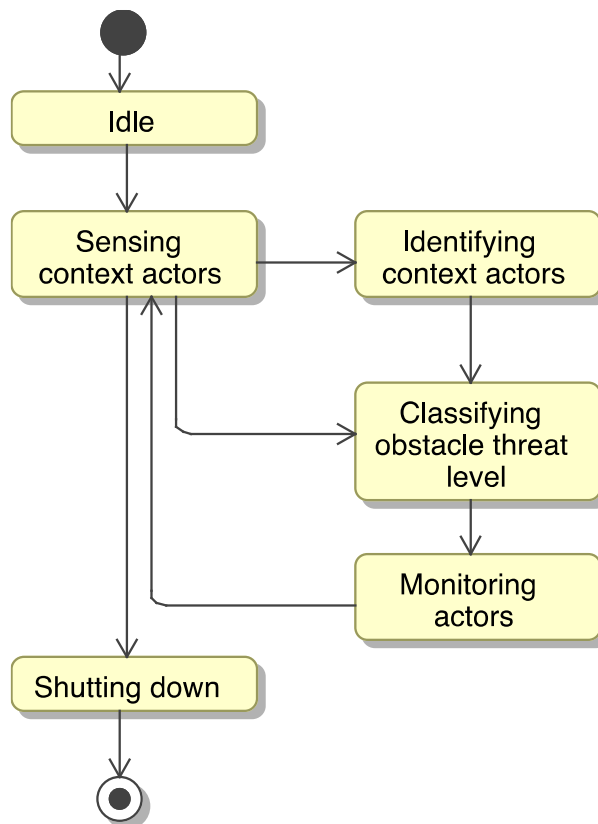 Idle
Sensing
context actors
Identifying
context actors
Classifying
obstacle threat
level
Monitoring
actors
Shutting down